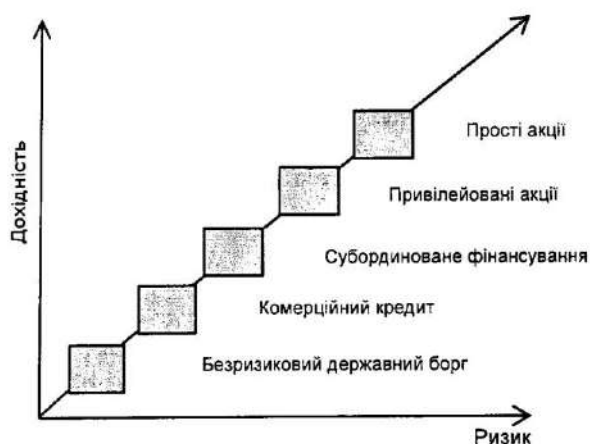 Дохідність
Прості акції
Привілейовані акції
Субординоване фінансування
Комерційний кредит
Безризиковий державний борг
Ризик